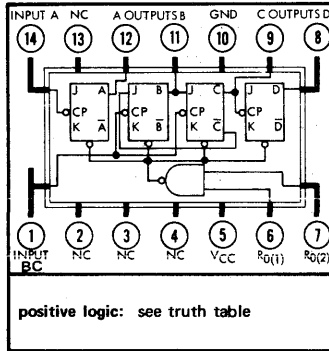 INPUT A NC A OUTPUTS B GND C OUTPUTS D
14 13 12 11 10 9 8
J A J B J C J D
CP CP CP CP
K A K B K C K D
1 2 3 4 5 6 7
INPUT BC NC NC NC VCC R0(1) R0(2)
positive logic: see truth table